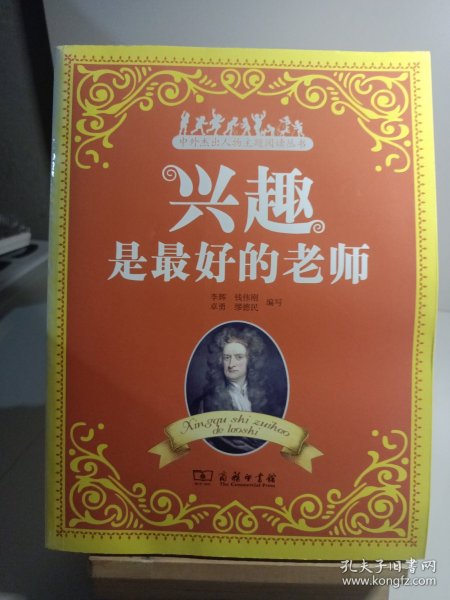 中外杰出人物主题阅读丛书
兴趣
是最好的老师
李辉 钱伟刚
卓勇 缪德民 编写
Xingqu shi zuihao
de laoshi
商务印书馆
The Commercial Press
孔夫子旧书网
www.kongfz.com